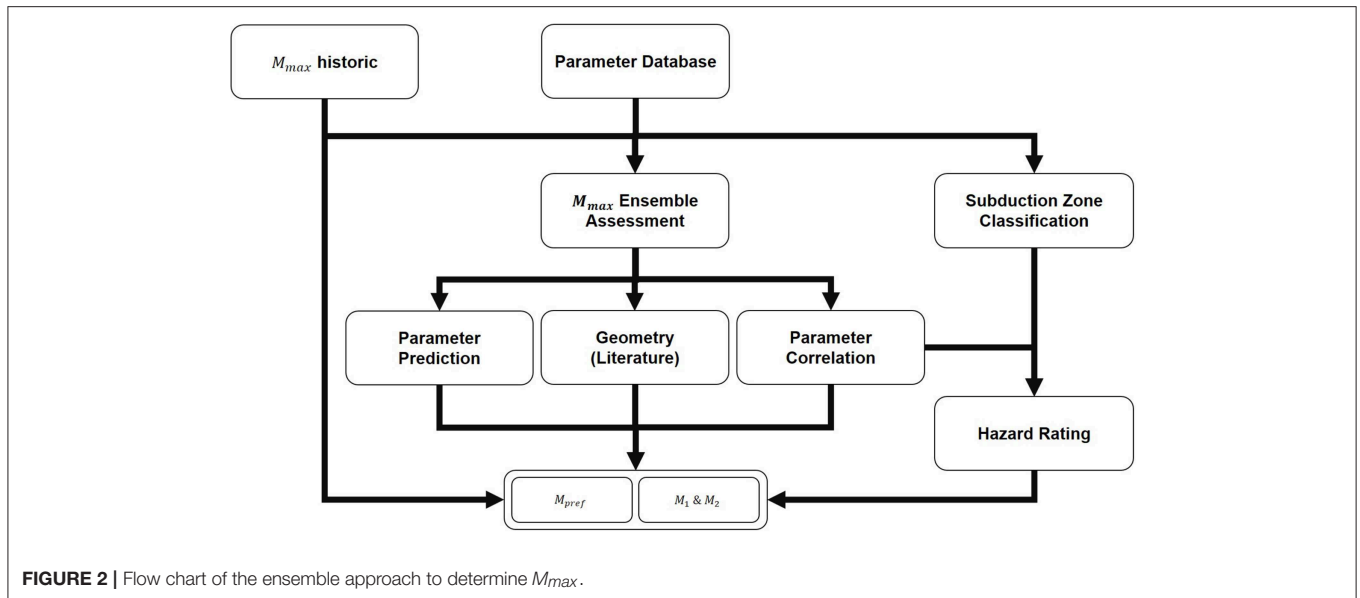 M_max historic
Parameter Database
M_max Ensemble
Assessment
Subduction Zone
Classification
Parameter
Prediction
Geometry
(Literature)
Parameter
Correlation
Hazard Rating
M_pref
M_1 & M_2
FIGURE 2 | Flow chart of the ensemble approach to determine M_max.